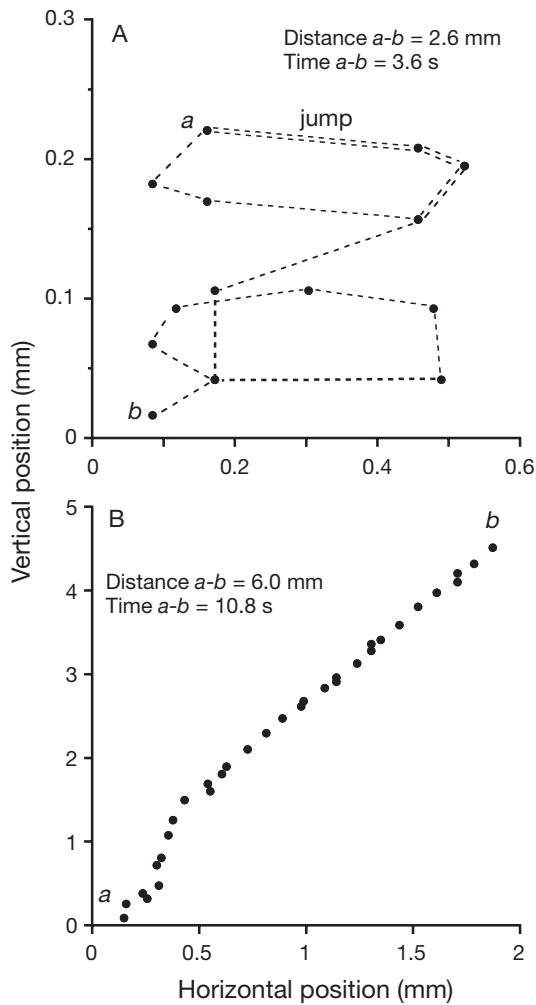 0.3
A
Distance a-b = 2.6 mm
Time a-b = 3.6 s
a
jump
0.2
0.1
b
0
0
0.2
0.4
0.6
Vertical position (mm)
5
B
b
Distance a-b = 6.0 mm
Time a-b = 10.8 s
4
3
2
1
a
0
0
0.5
1
1.5
2
Horizontal position (mm)